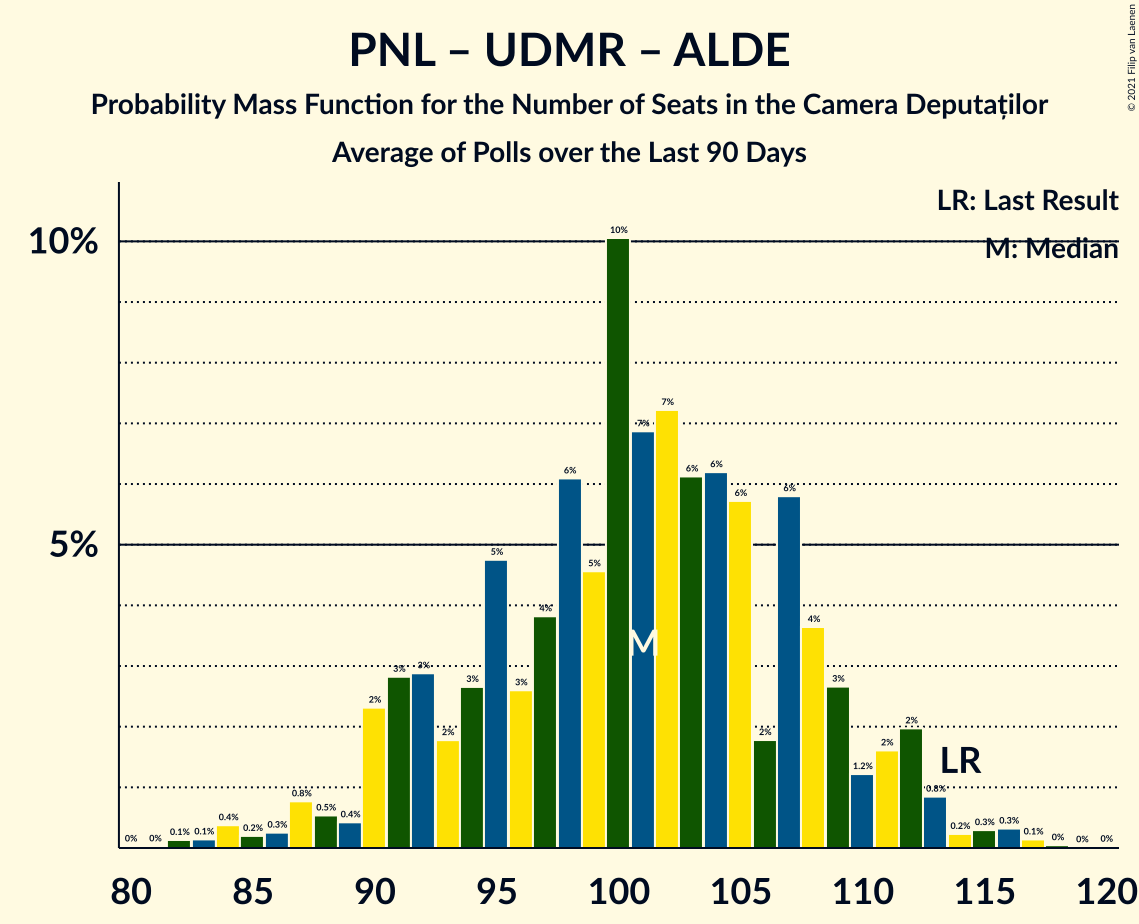 PNL – UDMR – ALDE
Probability Mass Function for the Number of Seats in the Camera Deputaților
Average of Polls over the Last 90 Days
© 2021 Filip van Laenen
LR: Last Result
M: Median
10%
5%
0% 0% 0.1% 0.1% 0.4% 0.2% 0.3% 0.8% 0.5% 0.4% 2% 3% 3% 2% 3% 5% 3% 4% 6% 5% 10% 7% 7% 6% 6% 6% 2% 6% 4% 3% 1.2% 2% 2% 0.8% 0.2% 0.3% 0.3% 0.1% 0% 0% 0%
M
LR
80 85 90 95 100 105 110 115 120